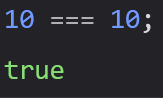 10 === 10;
true